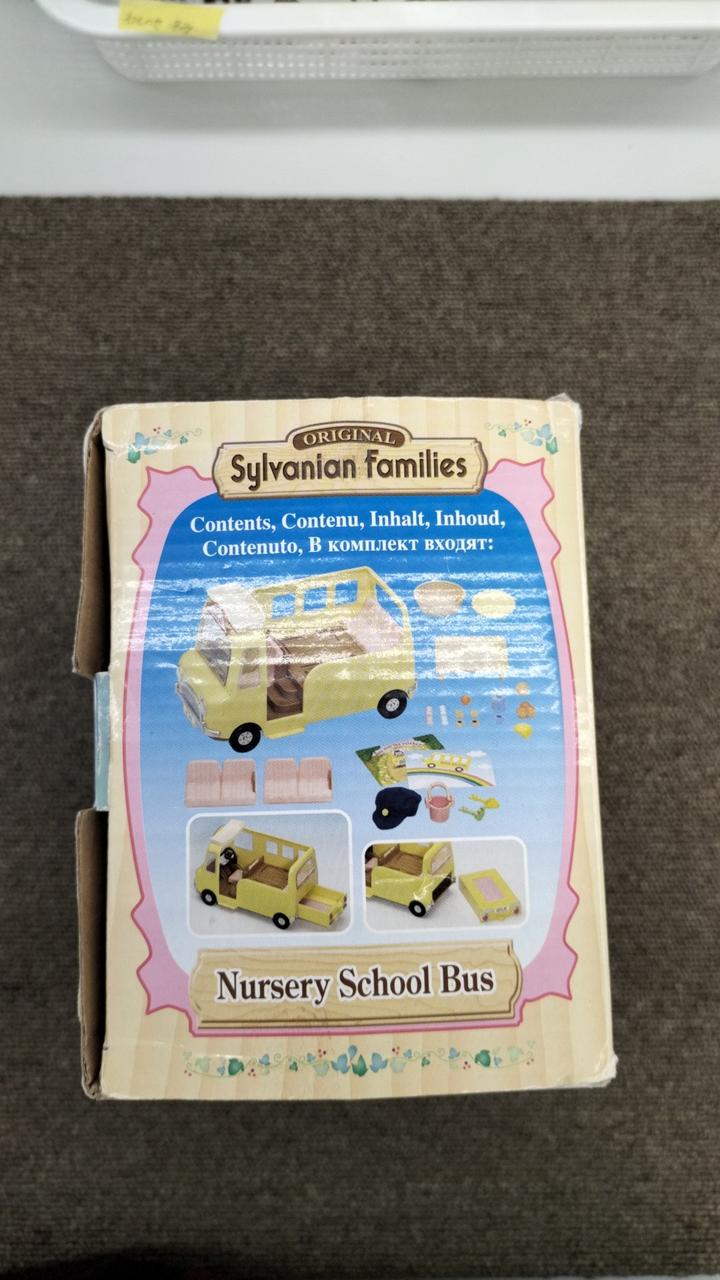 ORIGINAL
Sylvanian Families
Contents, Contenu, Inhalt, Inhoud,
Contenuto, В комплект входят:
Nursery School Bus